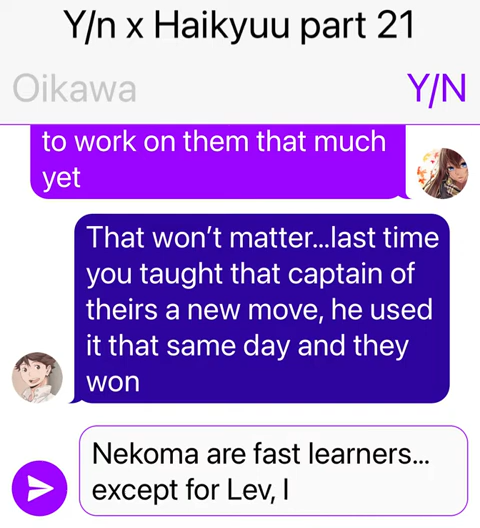 Y/n x Haikyuu part 21
Oikawa Y/N
to work on them that much
yet
That won't matter...last time
you taught that captain of
theirs a new move, he used
it that same day and they
won
Nekoma are fast learners...
except for Lev, I